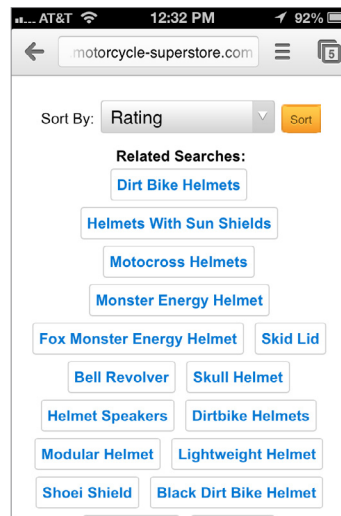 AT&T 12:32 PM 92%
motorcycle-superstore.com 5
Sort By: Rating Sort
Related Searches:
Dirt Bike Helmets
Helmets With Sun Shields
Motocross Helmets
Monster Energy Helmet
Fox Monster Energy Helmet Skid Lid
Bell Revolver Skull Helmet
Helmet Speakers Dirtbike Helmets
Modular Helmet Lightweight Helmet
Shoei Shield Black Dirt Bike Helmet